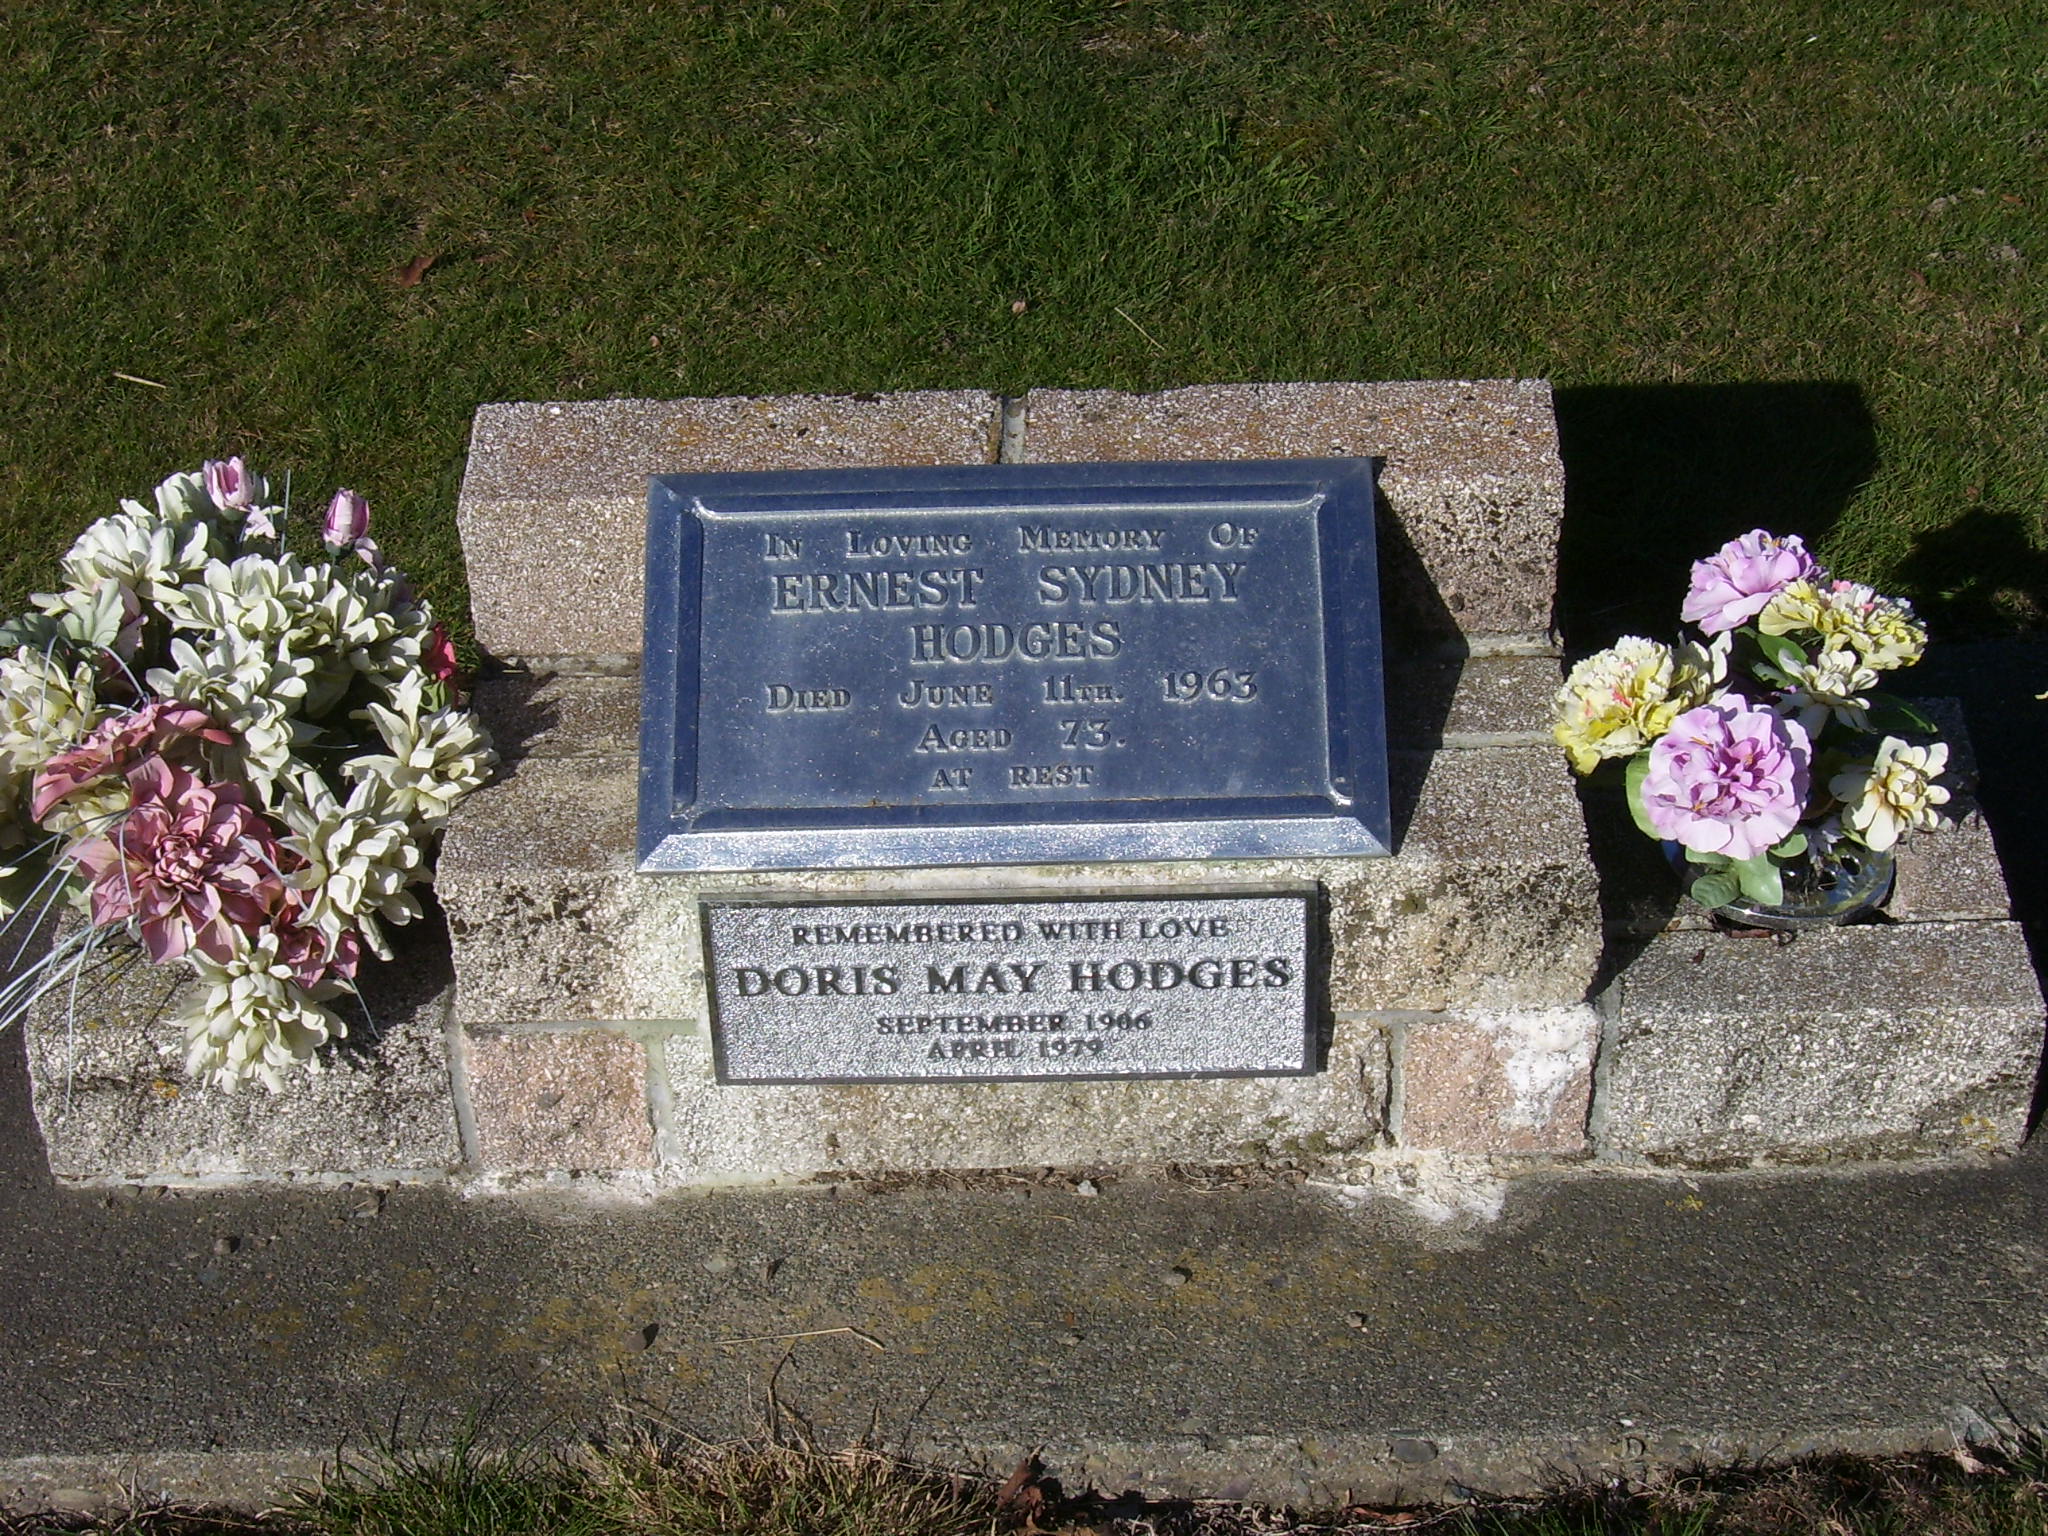 In Loving Memory Of
ERNEST SYDNEY
HODGES
Died June 11th. 1963
Aged 73.
AT REST
REMEMBERED WITH LOVE
DORIS MAY HODGES
SEPTEMBER 1906
APRIL 1979